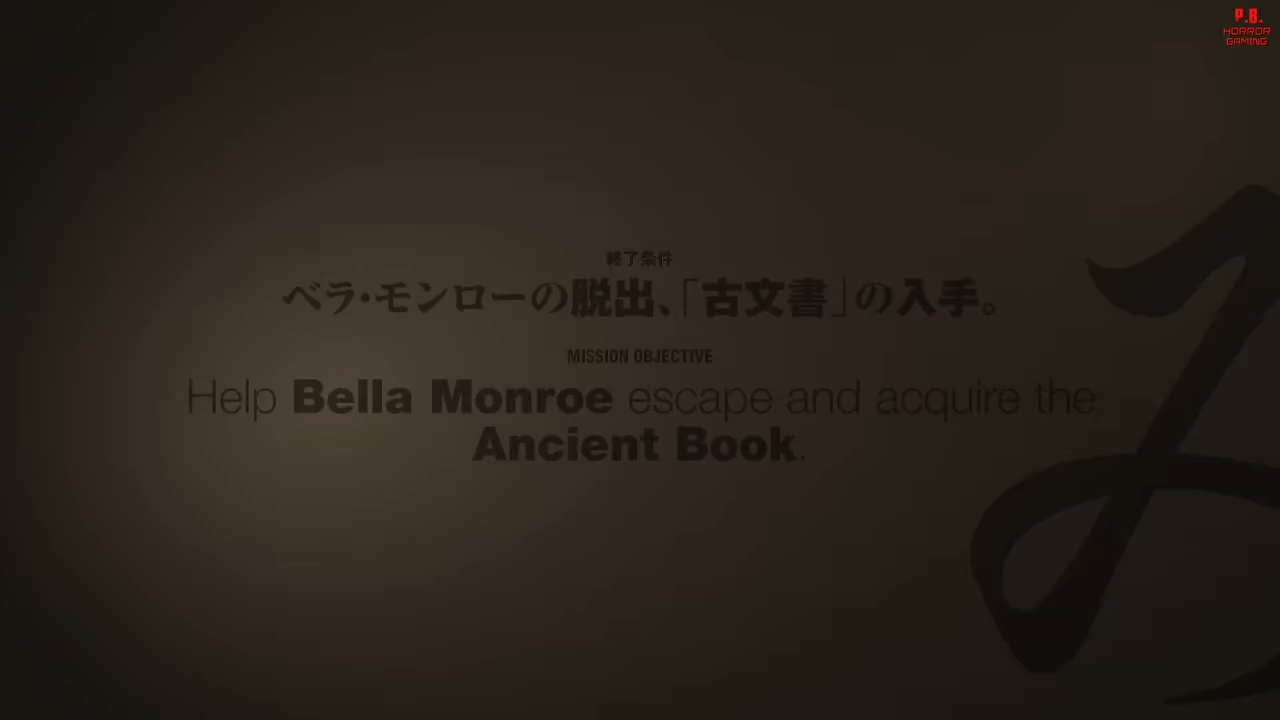 P.B.
HORROR
GAMING
終了条件
ベラ・モンローの脱出、「古文書」の入手。
MISSION OBJECTIVE
Help Bella Monroe escape and acquire the
Ancient Book.